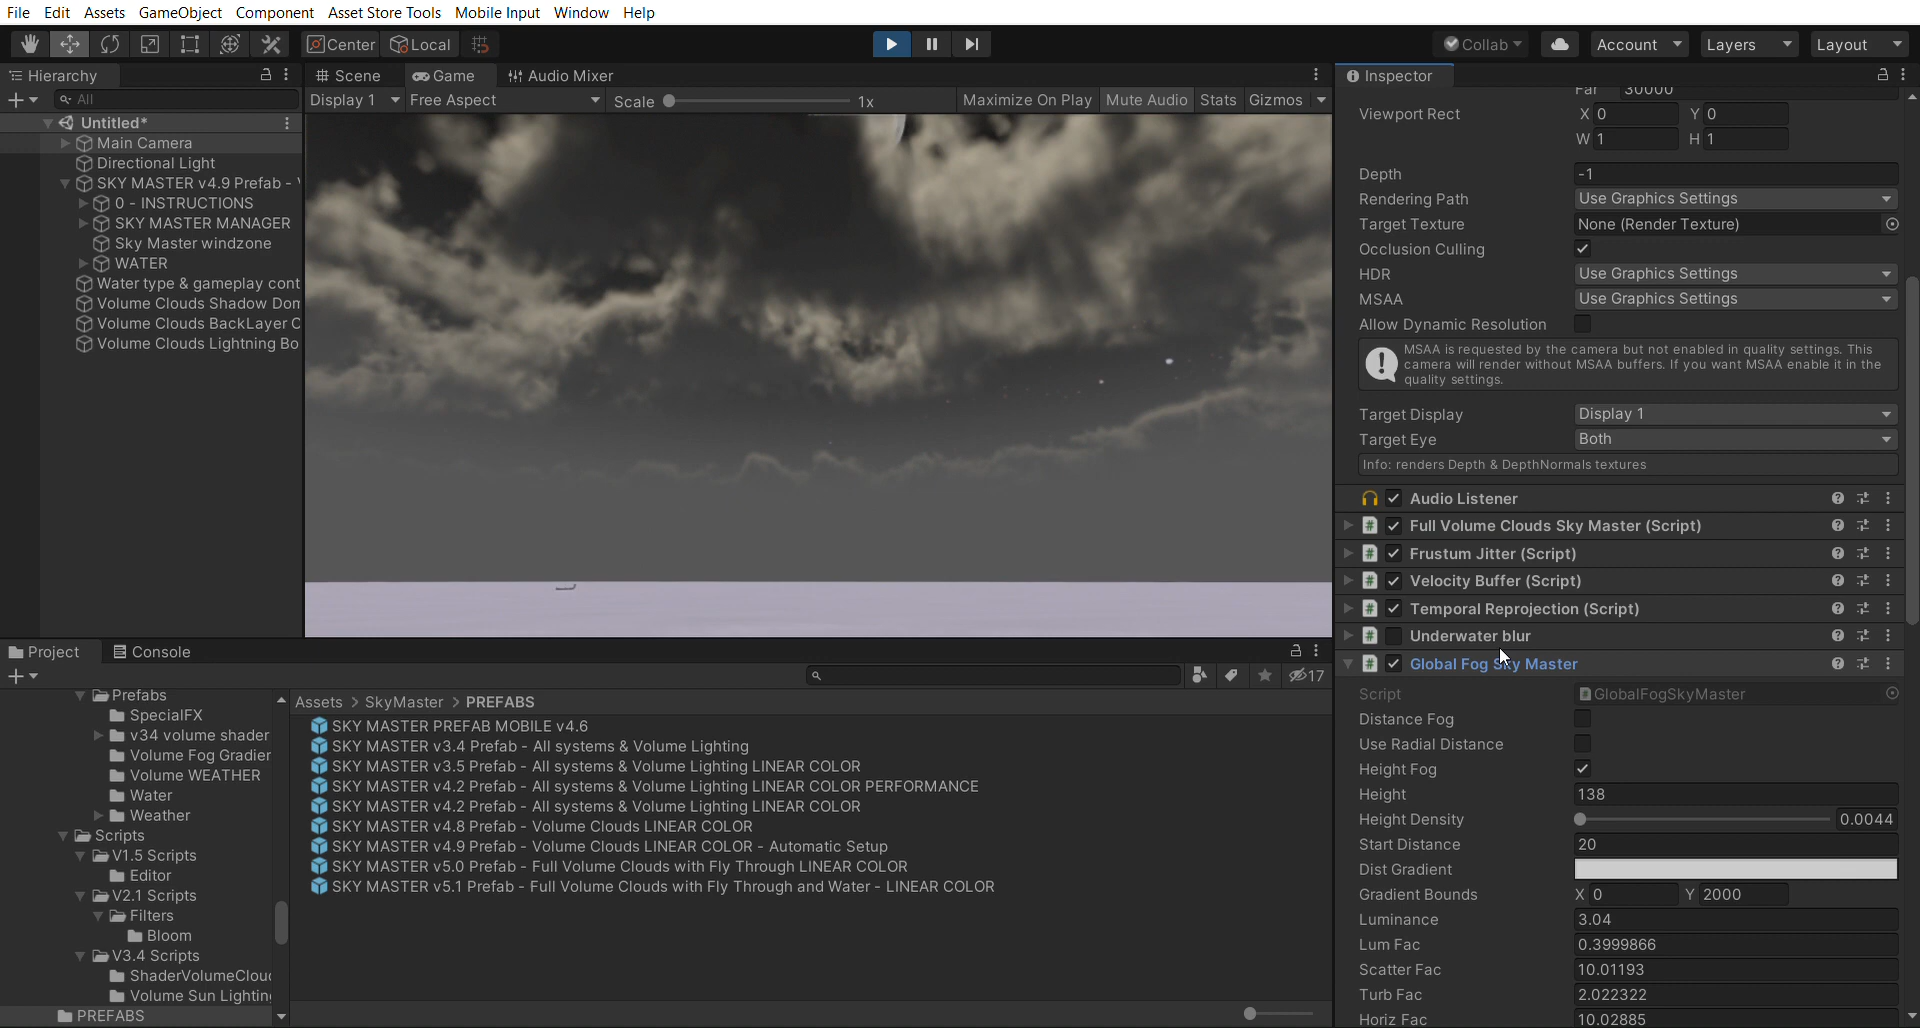 File Edit Assets GameObject Component Asset Store Tools Mobile Input Window Help
Center Local Collab Account Layers Layout
Hierarchy
All
Untitled*
Main Camera
Directional Light
SKY MASTER v4.9 Prefab -
0 - INSTRUCTIONS
SKY MASTER MANAGER
Sky Master windzone
WATER
Water type & gameplay cont
Volume Clouds Shadow Dom
Volume Clouds BackLayer C
Volume Clouds Lightning Bo
Scene Game Audio Mixer
Display 1 Free Aspect Scale 1x Maximize On Play Mute Audio Stats Gizmos
Inspector
Far 30000
Viewport Rect X 0 Y 0
W 1 H 1
Depth -1
Rendering Path Use Graphics Settings
Target Texture None (Render Texture)
Occlusion Culling
HDR Use Graphics Settings
MSAA Use Graphics Settings
Allow Dynamic Resolution
MSAA is requested by the camera but not enabled in quality settings. This
camera will render without MSAA buffers. If you want MSAA enable it in the
quality settings.
Target Display Display 1
Target Eye Both
Info: renders Depth & DepthNormals textures
Audio Listener
Full Volume Clouds Sky Master (Script)
Frustum Jitter (Script)
Velocity Buffer (Script)
Temporal Reprojection (Script)
Underwater blur
Global Fog Sky Master
Script GlobalFogSkyMaster
Distance Fog
Use Radial Distance
Height Fog
Height 138
Height Density 0.0044
Start Distance 20
Dist Gradient
Gradient Bounds X 0 Y 2000
Luminance 3.04
Lum Fac 0.3999866
Scatter Fac 10.01193
Turb Fac 2.022322
Horiz Fac 10.02885
Project Console
17
Prefabs
SpecialFX
v34 volume shader
Volume Fog Gradier
Volume WEATHER
Water
Weather
Scripts
V1.5 Scripts
Editor
V2.1 Scripts
Filters
Bloom
V3.4 Scripts
ShaderVolumeClouc
Volume Sun Lighting
PREFABS
Assets > SkyMaster > PREFABS
SKY MASTER PREFAB MOBILE v4.6
SKY MASTER v3.4 Prefab - All systems & Volume Lighting
SKY MASTER v3.5 Prefab - All systems & Volume Lighting LINEAR COLOR
SKY MASTER v4.2 Prefab - All systems & Volume Lighting LINEAR COLOR PERFORMANCE
SKY MASTER v4.2 Prefab - All systems & Volume Lighting LINEAR COLOR
SKY MASTER v4.8 Prefab - Volume Clouds LINEAR COLOR
SKY MASTER v4.9 Prefab - Volume Clouds LINEAR COLOR - Automatic Setup
SKY MASTER v5.0 Prefab - Full Volume Clouds with Fly Through LINEAR COLOR
SKY MASTER v5.1 Prefab - Full Volume Clouds with Fly Through and Water - LINEAR COLOR